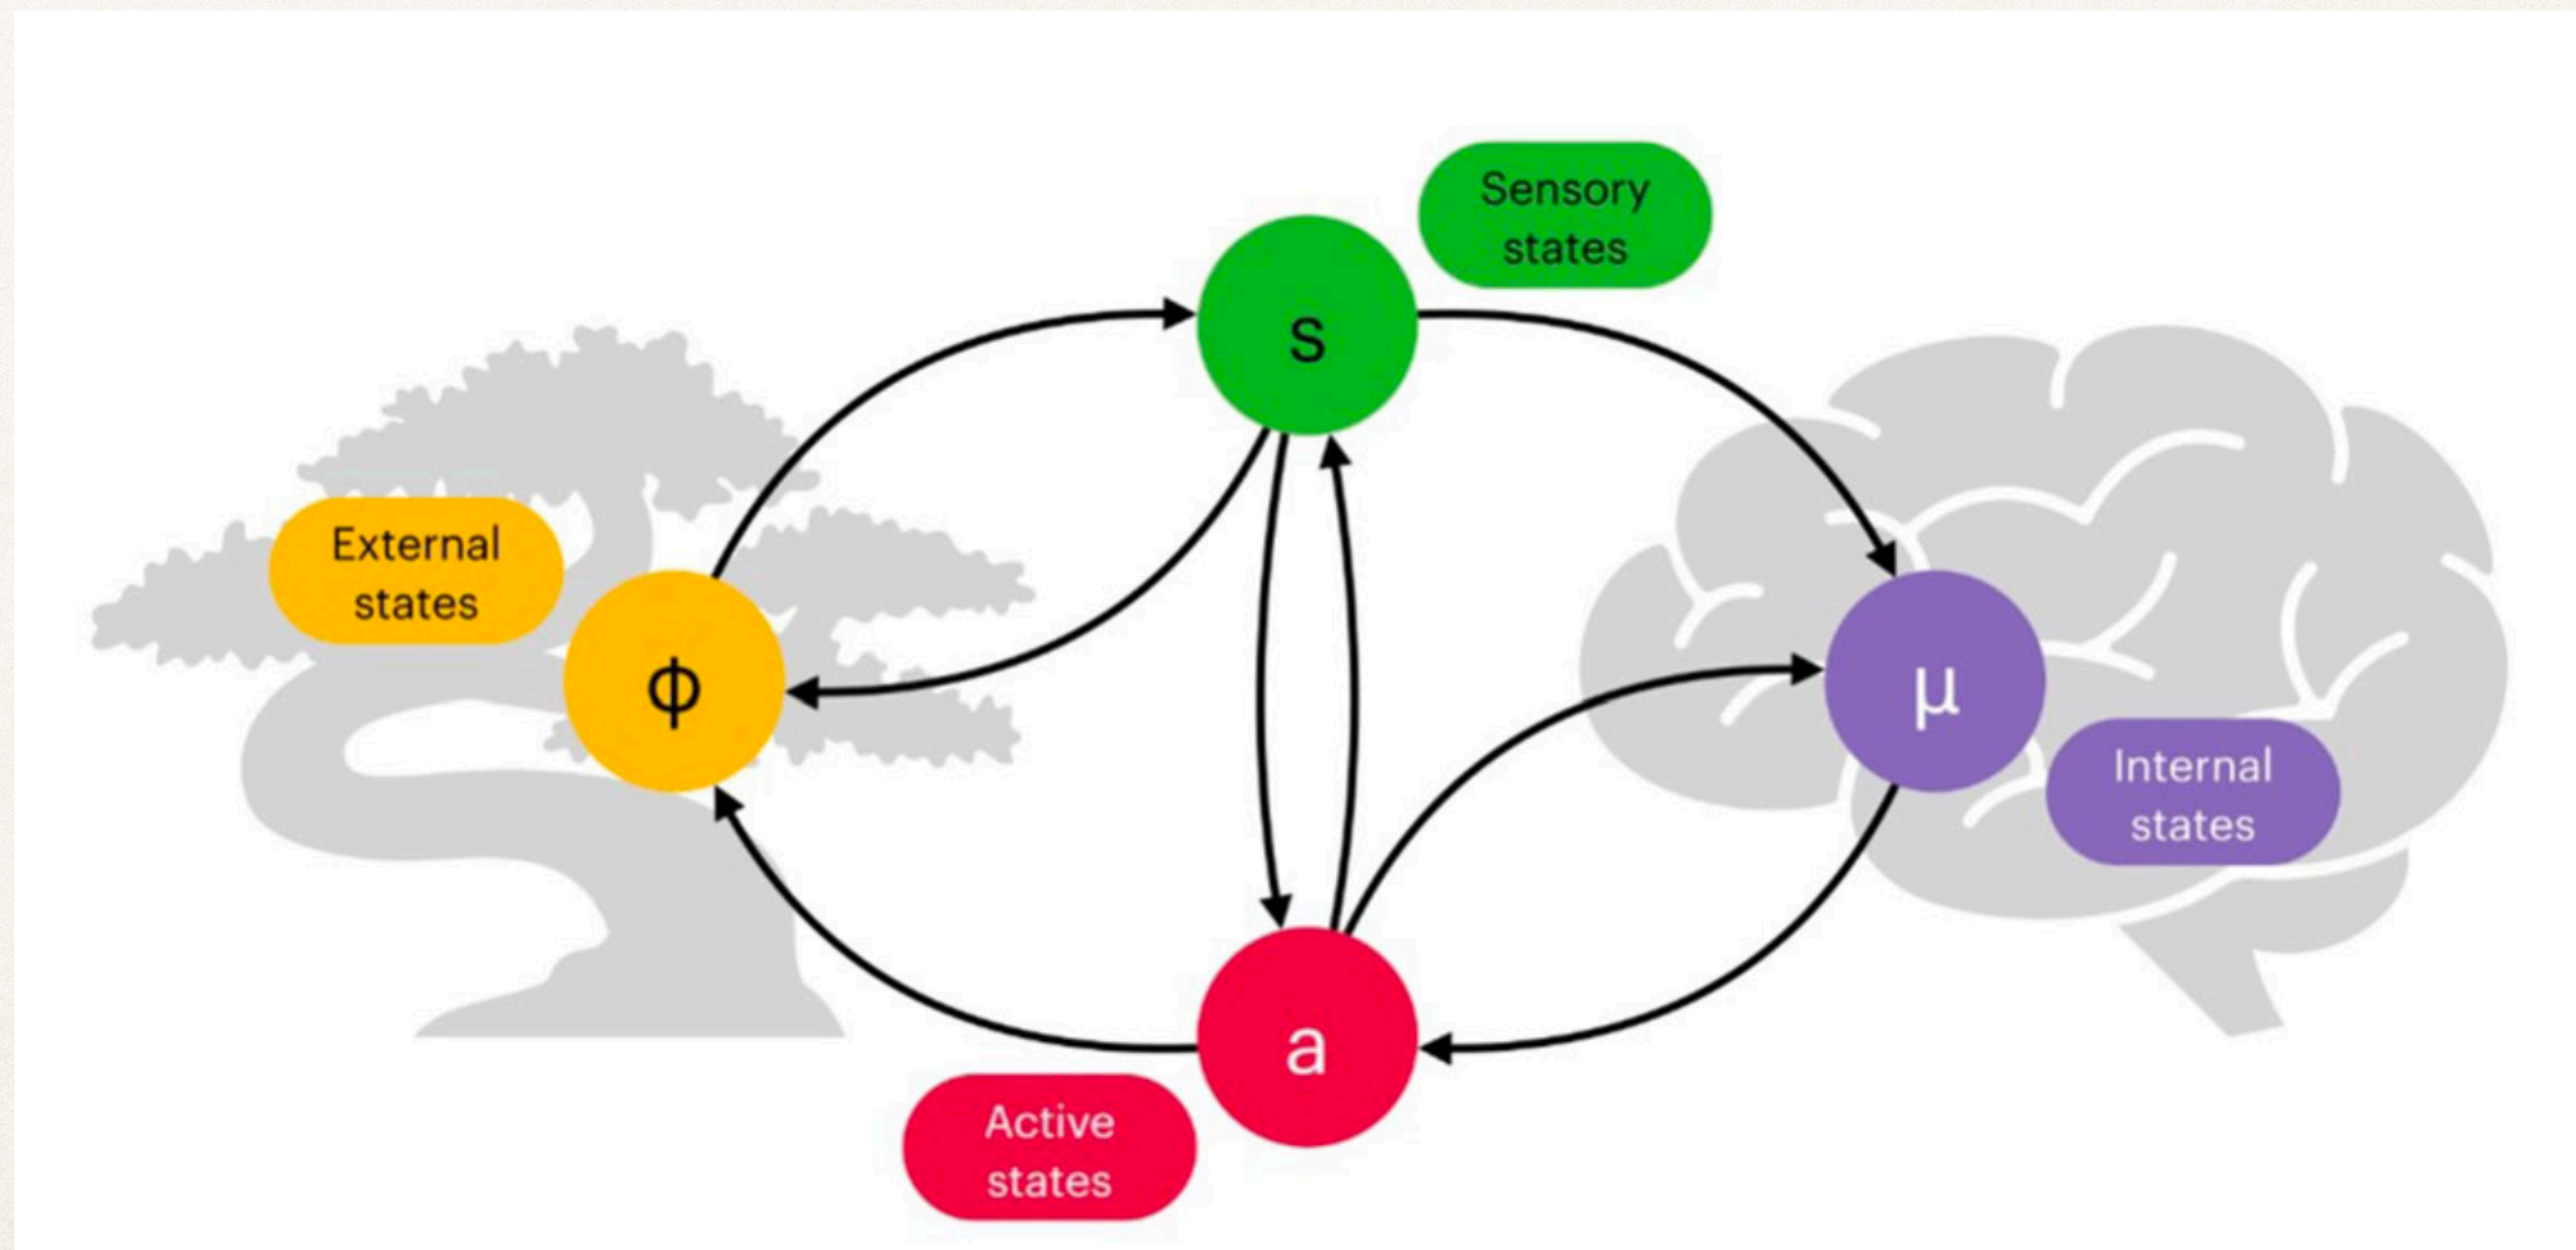 Sensory
states
s
External
states
ϕ
μ
Internal
states
a
Active
states